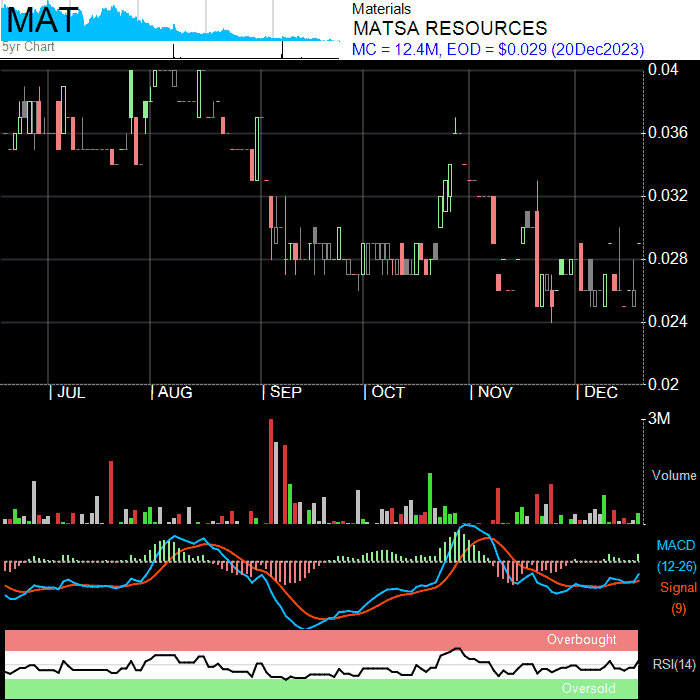 MAT
5yr Chart
Materials
MATSA RESOURCES
MC = 12.4M, EOD = $0.029 (20Dec2023)
0.04
0.036
0.032
0.028
0.024
0.02
| JUL | AUG | SEP | OCT | NOV | DEC
3M
Volume
MACD
(12-26)
Signal
(9)
Overbought
RSI(14)
Oversold